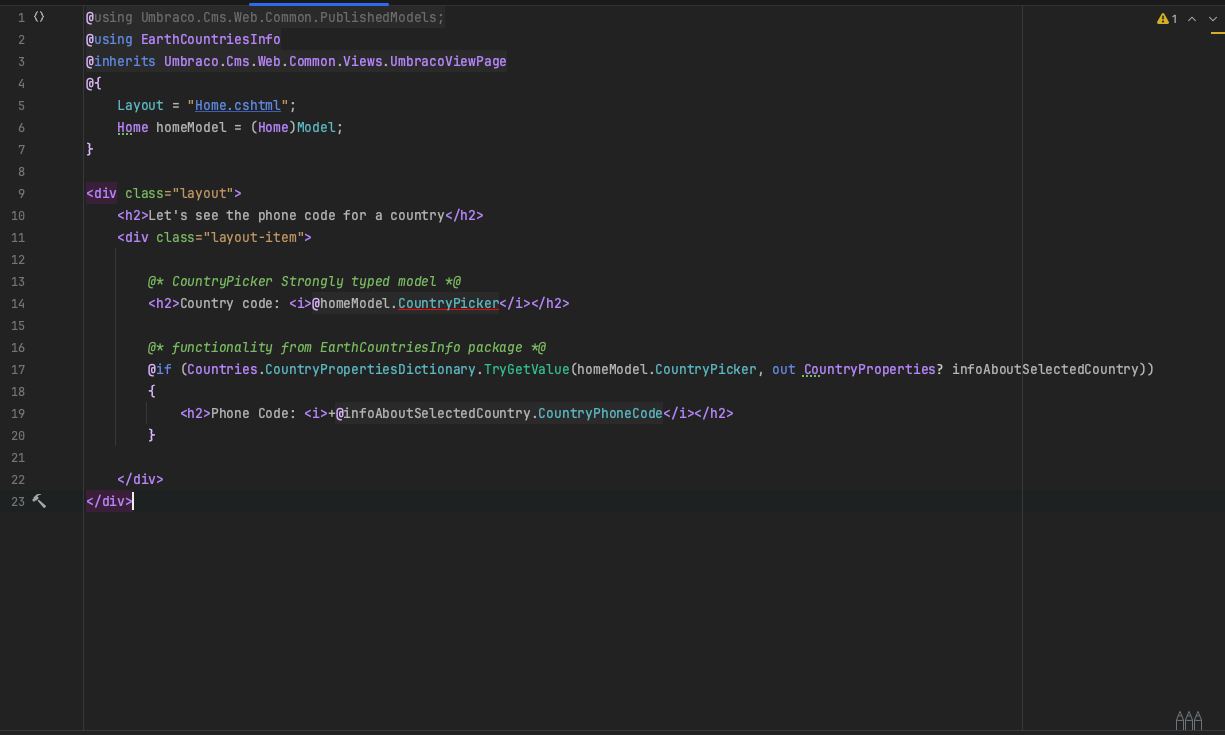 1 @using Umbraco.Cms.Web.Common.PublishedModels;
2 @using EarthCountriesInfo
3 @inherits Umbraco.Cms.Web.Common.Views.UmbracoViewPage
4 @{
5     Layout = "Home.cshtml";
6     Home homeModel = (Home)Model;
7 }
8
9 <div class="layout">
10     <h2>Let's see the phone code for a country</h2>
11     <div class="layout-item">
12
13         @* CountryPicker Strongly typed model *@
14         <h2>Country code: <i>@homeModel.CountryPicker</i></h2>
15
16         @* functionality from EarthCountriesInfo package *@
17         @if (Countries.CountryPropertiesDictionary.TryGetValue(homeModel.CountryPicker, out CountryProperties? infoAboutSelectedCountry))
18         {
19             <h2>Phone Code: <i>+@infoAboutSelectedCountry.CountryPhoneCode</i></h2>
20         }
21
22     </div>
23 </div>
1